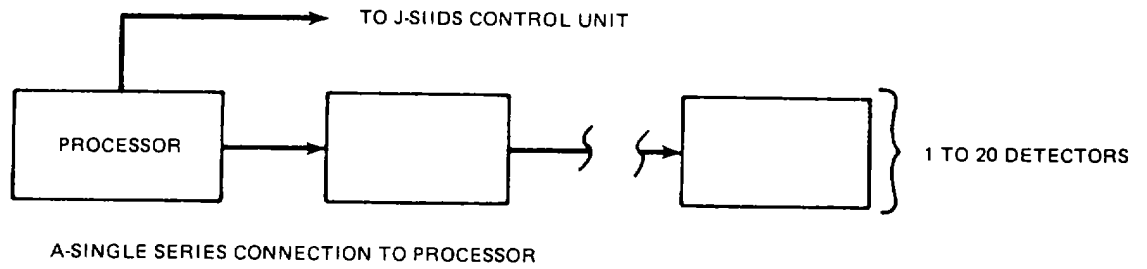 TO J-SIIDS CONTROL UNIT
PROCESSOR
1 TO 20 DETECTORS
A-SINGLE SERIES CONNECTION TO PROCESSOR